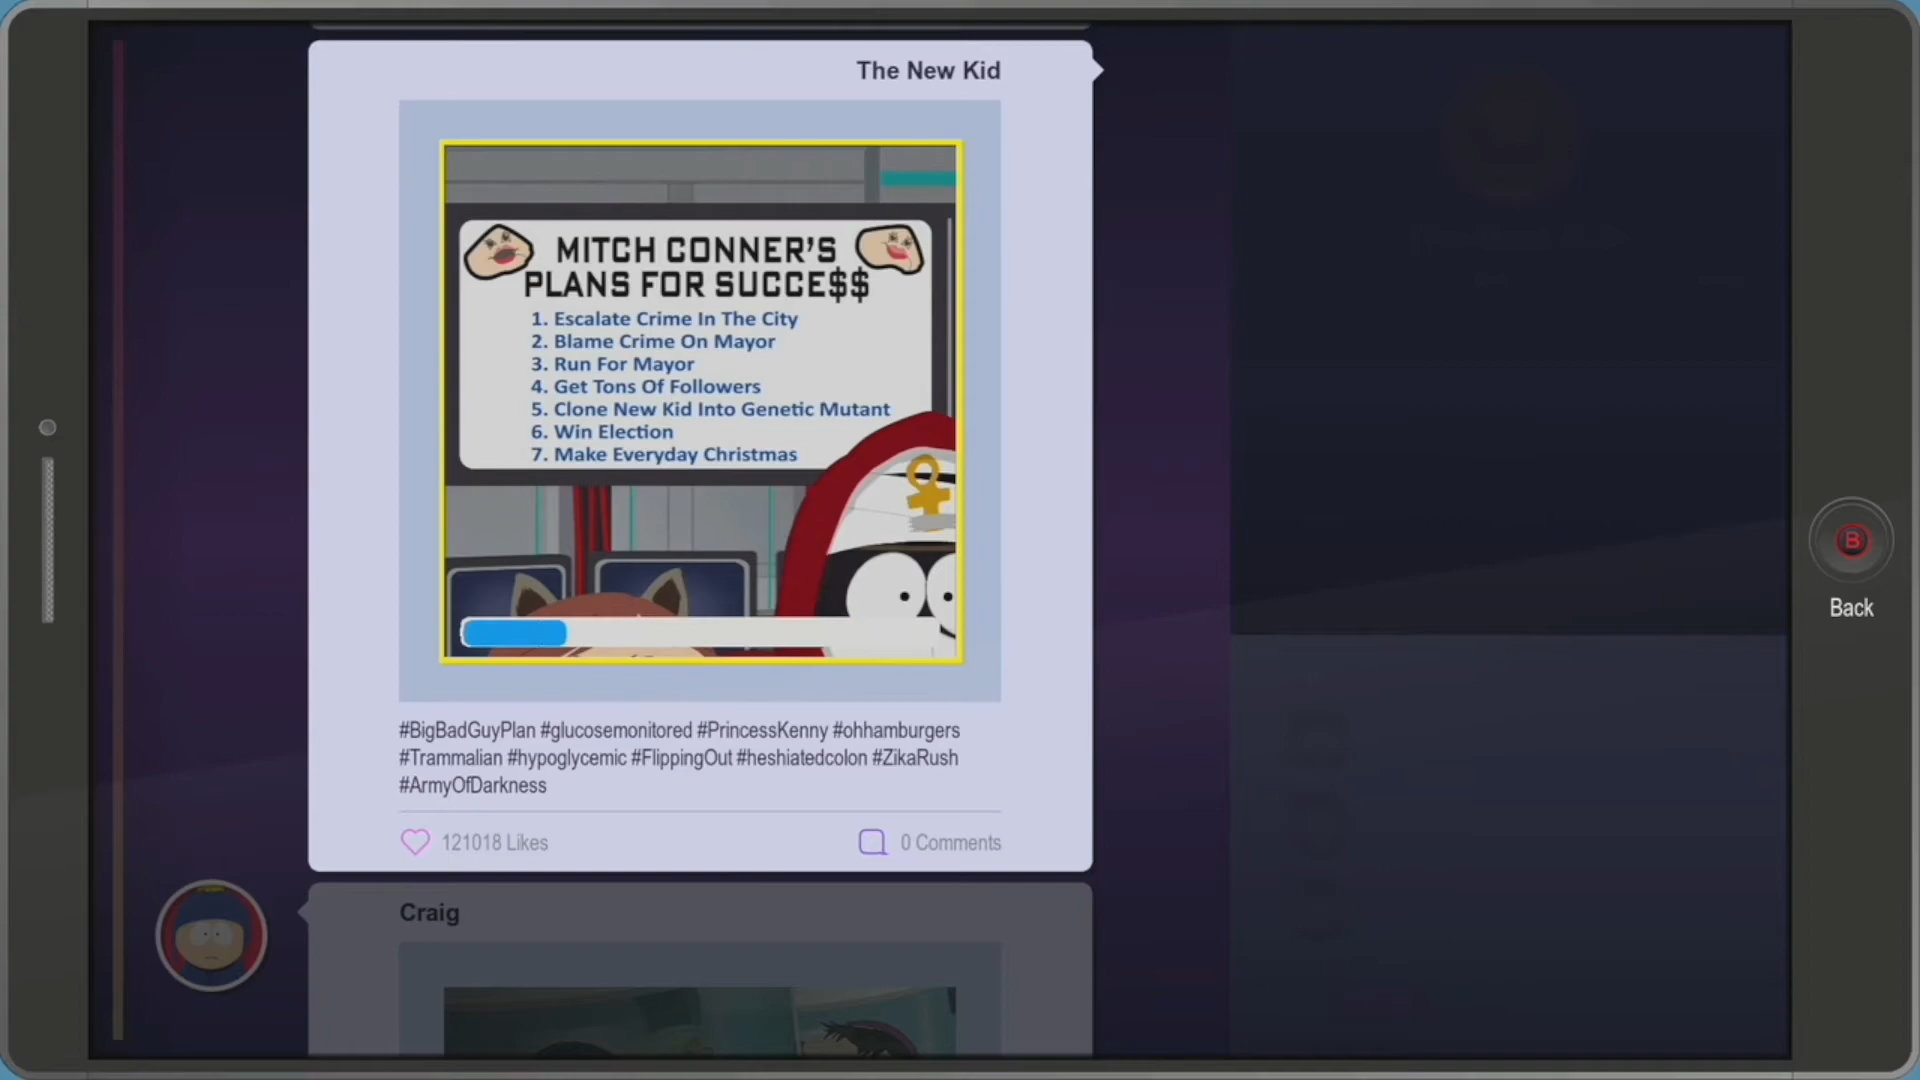 The New Kid
MITCH CONNER'S
PLANS FOR SUCCE$$
1. Escalate Crime In The City
2. Blame Crime On Mayor
3. Run For Mayor
4. Get Tons Of Followers
5. Clone New Kid Into Genetic Mutant
6. Win Election
7. Make Everyday Christmas
#BigBadGuyPlan #glucosemonitored #PrincessKenny #ohhamburgers
#Trammalian #hypoglycemic #FlippingOut #heshiatedcolon #ZikaRush
#ArmyOfDarkness
121018 Likes
0 Comments
Craig
B
Back